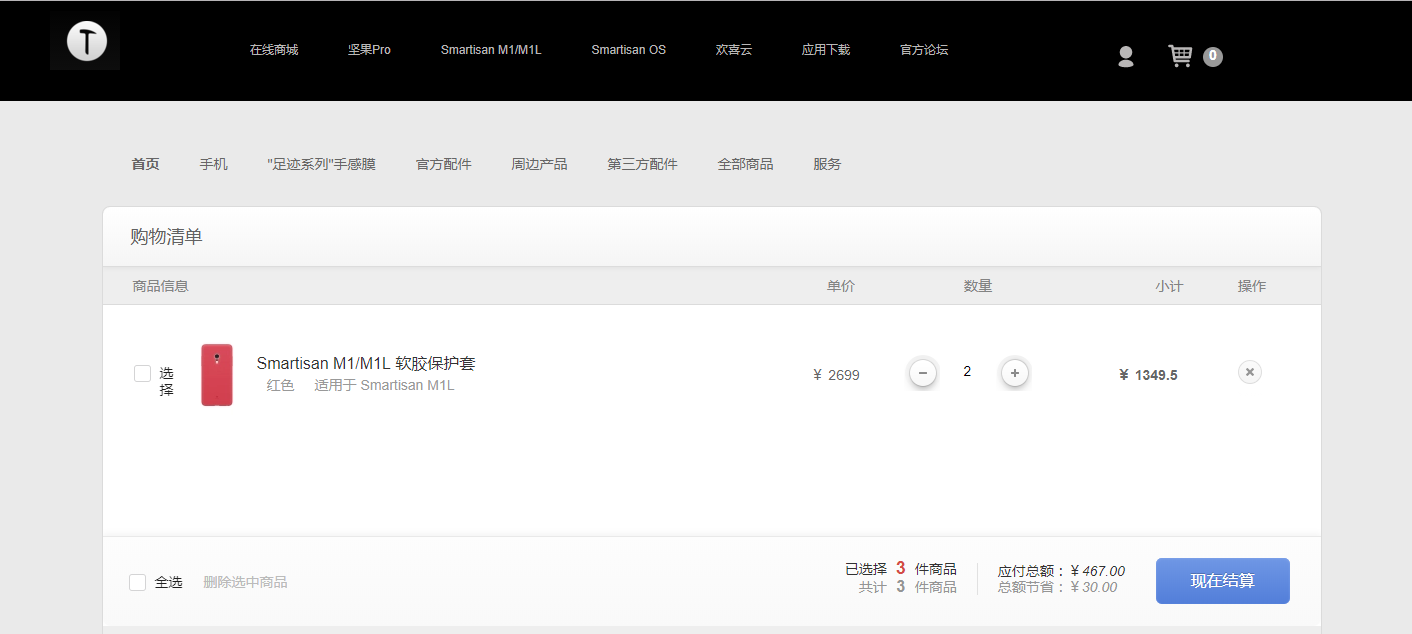 T
在线商城 坚果Pro Smartisan M1/M1L Smartisan OS 欢喜云 应用下载 官方论坛 0
首页 手机 "足迹系列"手感膜 官方配件 周边产品 第三方配件 全部商品 服务
购物清单
商品信息 单价 数量 小计 操作
选
择
Smartisan M1/M1L 软胶保护套
红色 适用于 Smartisan M1L
¥ 2699 − 2 + ¥ 1349.5 ×
全选 删除选中商品
已选择 3 件商品 应付总额：¥ 467.00
共计 3 件商品 总额节省：¥ 30.00
现在结算